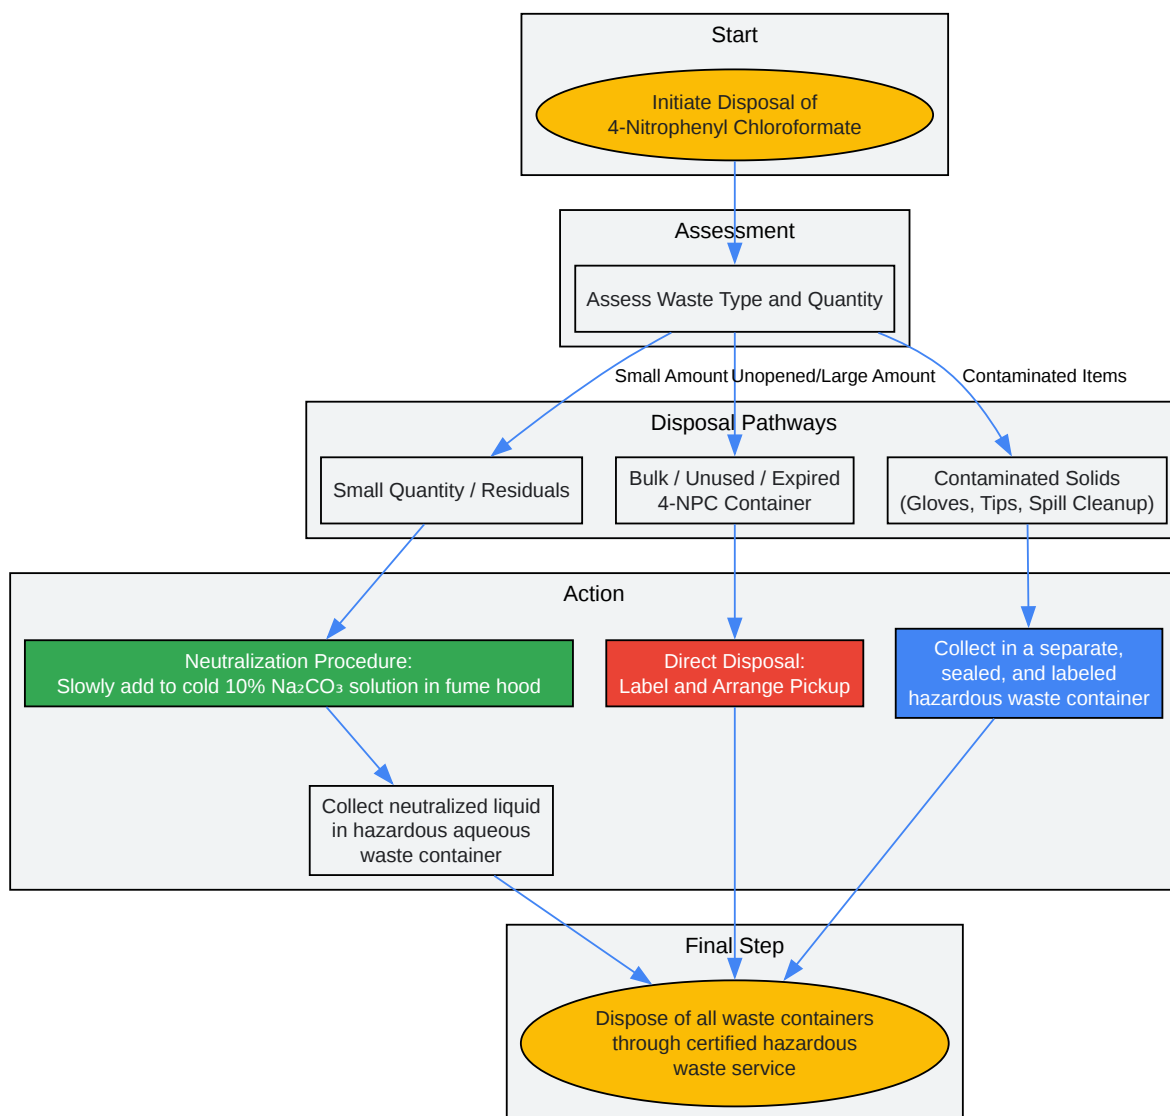 Start
Initiate Disposal of
4-Nitrophenyl Chloroformate
Assessment
Assess Waste Type and Quantity
Small Amount
Unopened/Large Amount
Contaminated Items
Disposal Pathways
Small Quantity / Residuals
Bulk / Unused / Expired
4-NPC Container
Contaminated Solids
(Gloves, Tips, Spill Cleanup)
Action
Neutralization Procedure:
Slowly add to cold 10% Na₂CO₃ solution in fume hood
Direct Disposal:
Label and Arrange Pickup
Collect in a separate,
sealed, and labeled
hazardous waste container
Collect neutralized liquid
in hazardous aqueous
waste container
Final Step
Dispose of all waste containers
through certified hazardous
waste service